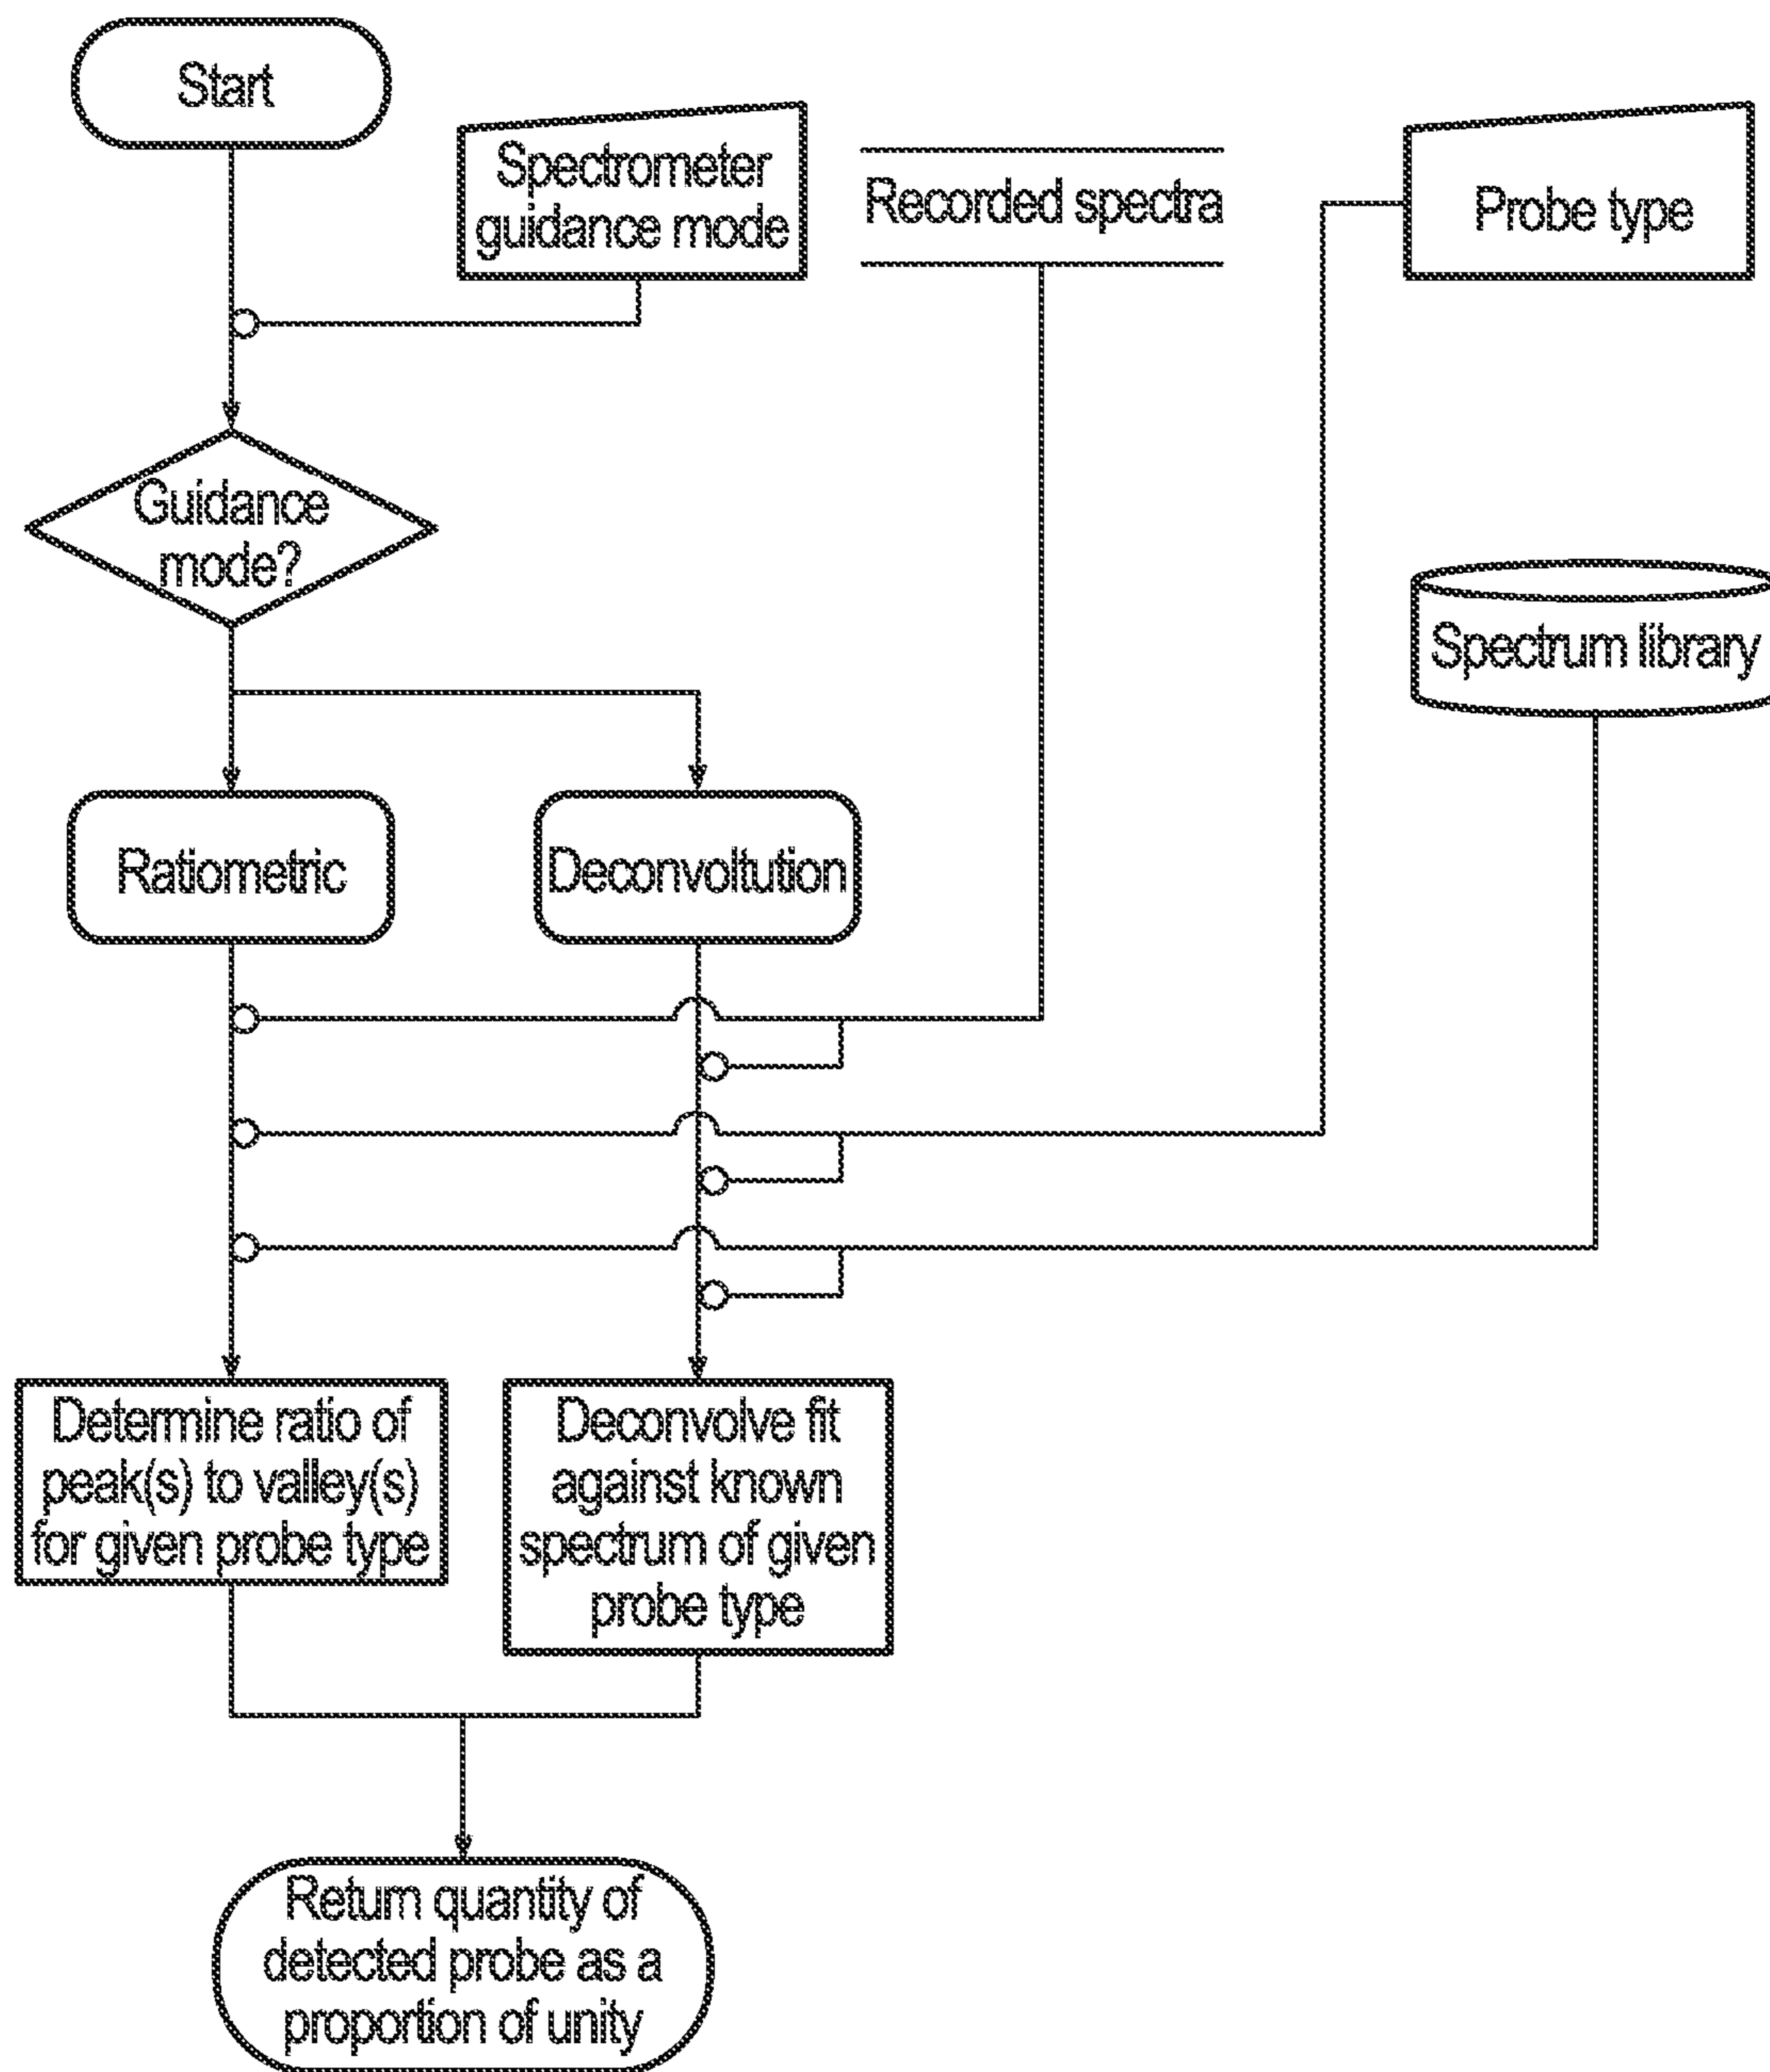 Start
Spectrometer
guidance mode
Recorded spectra
Probe type
Guidance
mode?
Spectrum library
Ratiometric
Deconvoltution
Determine ratio of
peak(s) to valley(s)
for given probe type
Deconvolve fit
against known
spectrum of given
probe type
Return quantity of
detected probe as a
proportion of unity